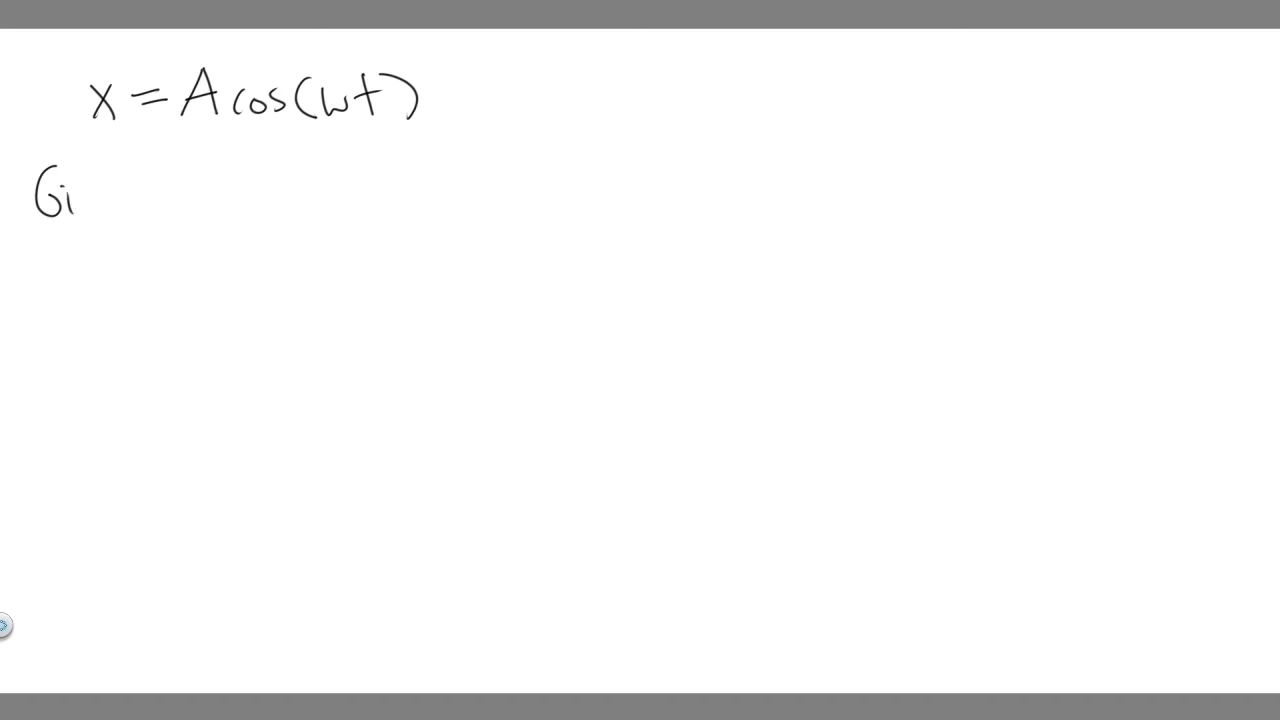 x = A cos(wt)
Gi